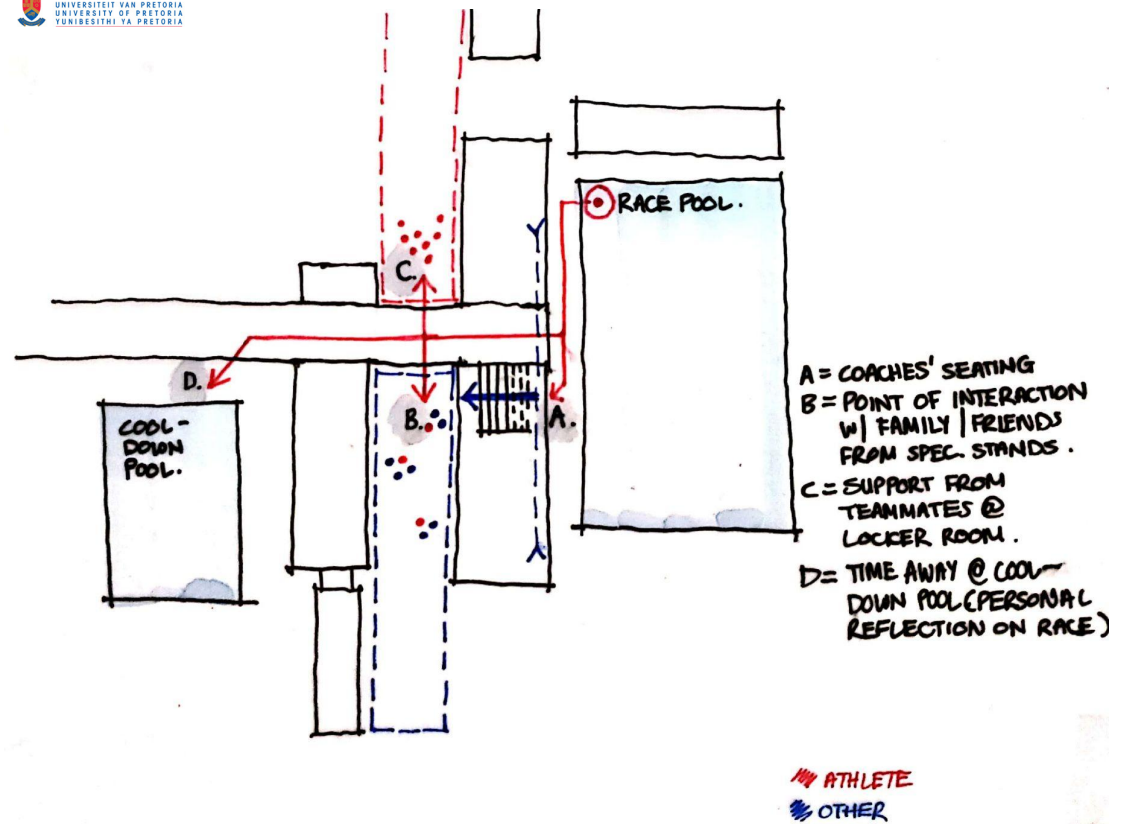 UNIVERSITEIT VAN PRETORIA
UNIVERSITY OF PRETORIA
YUNIBESITHI YA PRETORIA
RACE POOL.
C.
D.
B.
A.
COOL-
DOWN
POOL.
A = COACHES' SEATING
B = POINT OF INTERACTION
W/ FAMILY | FRIENDS
FROM SPEC. STANDS.
C = SUPPORT FROM
TEAMMATES @
LOCKER ROOM.
D = TIME AWAY @ COOL-
DOWN POOL (PERSONAL
REFLECTION ON RACE)
ATHLETE
OTHER